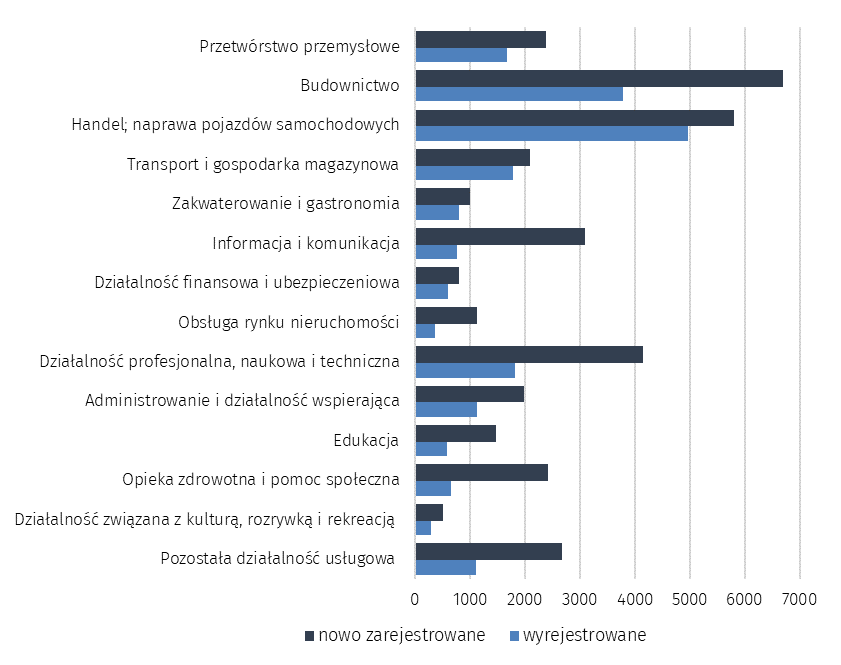 Przetwórstwo przemysłowe
Budownictwo
Handel; naprawa pojazdów samochodowych
Transport i gospodarka magazynowa
Zakwaterowanie i gastronomia
Informacja i komunikacja
Działalność finansowa i ubezpieczeniowa
Obsługa rynku nieruchomości
Działalność profesjonalna, naukowa i techniczna
Administrowanie i działalność wspierająca
Edukacja
Opieka zdrowotna i pomoc społeczna
Działalność związana z kulturą, rozrywką i rekreacją
Pozostała działalność usługowa
0 1000 2000 3000 4000 5000 6000 7000
nowo zarejestrowane wyrejestrowane